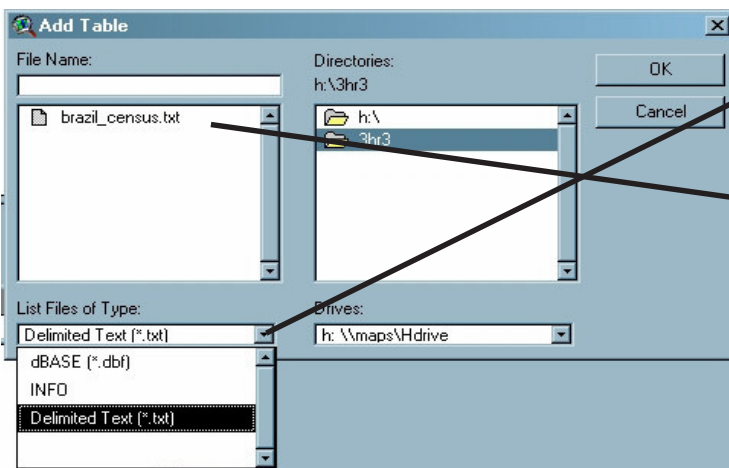 Add Table
File Name:
brazil_census.txt
Directories:
h:\3hr3
h:\
3hr3
OK
Cancel
List Files of Type:
Delimited Text (*.txt)
dBASE (*.dbf)
INFO
Delimited Text (*.txt)
Drives:
h: \\maps\Hdrive